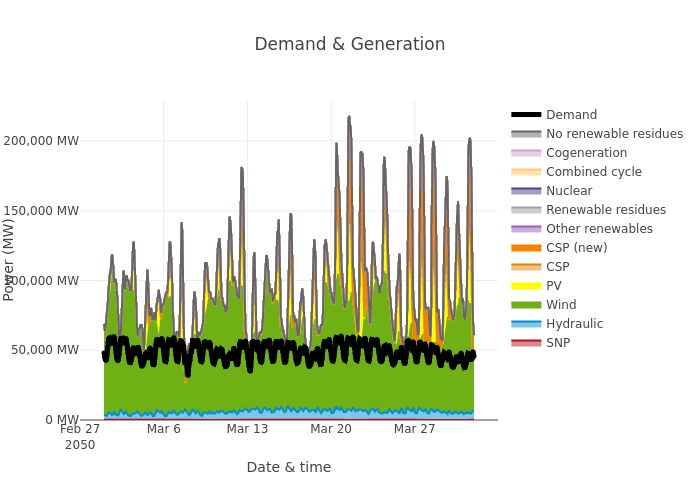 Demand & Generation
Power (MW)
200,000 MW
150,000 MW
100,000 MW
50,000 MW
0 MW
Feb 27
2050
Mar 6
Mar 13
Mar 20
Mar 27
Date & time
Demand
No renewable residues
Cogeneration
Combined cycle
Nuclear
Renewable residues
Other renewables
CSP (new)
CSP
PV
Wind
Hydraulic
SNP